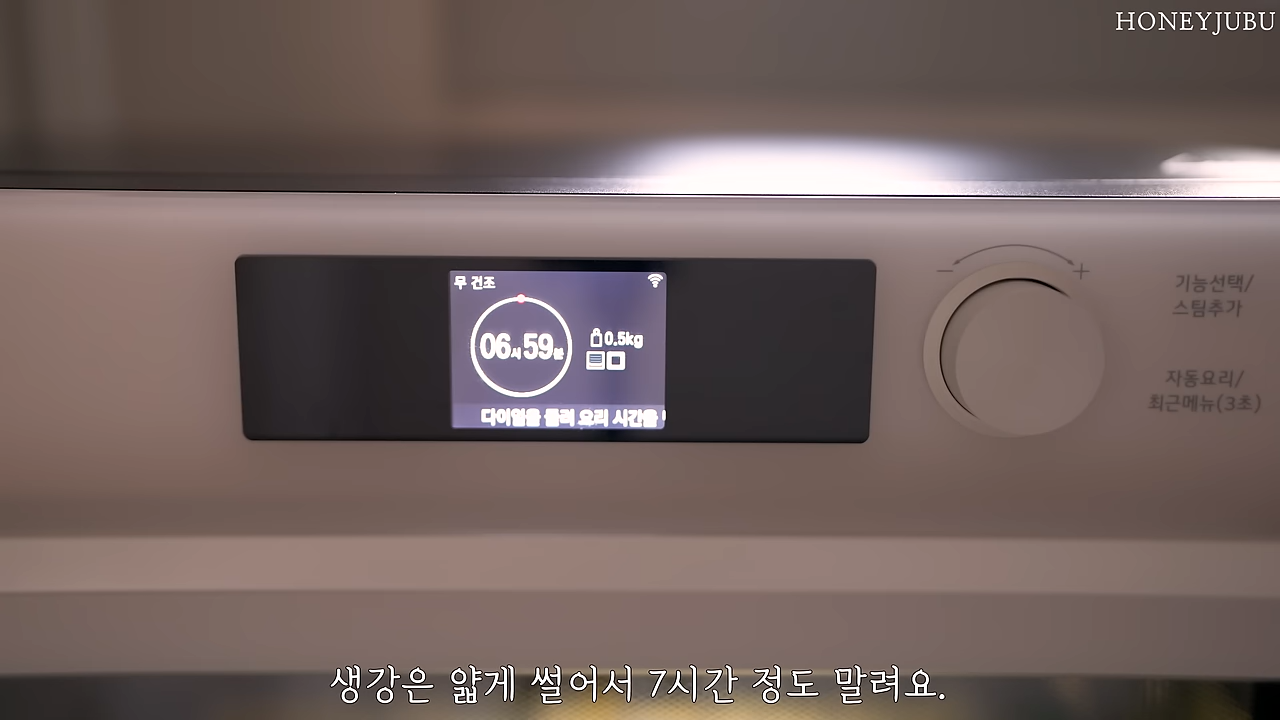 HONEYJUBU
무 건조
06시 59분
0.5kg
다이얼을 돌려 요리 시간을
기능선택/
스팀추가
자동요리/
최근메뉴(3초)
생강은 얇게 썰어서 7시간 정도 말려요.